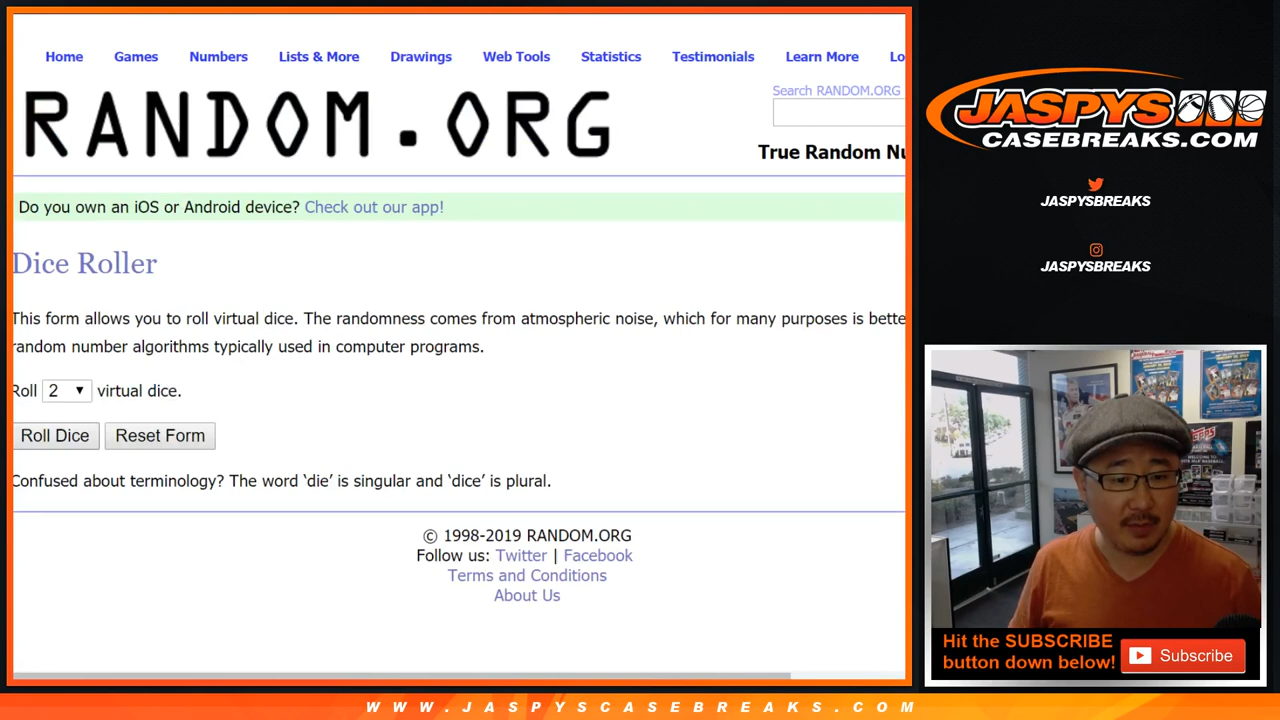 Home Games Numbers Lists & More Drawings Web Tools Statistics Testimonials Learn More Lo
RANDOM.ORG
Search RANDOM.ORG
True Random Nu
Do you own an iOS or Android device? Check out our app!
Dice Roller
This form allows you to roll virtual dice. The randomness comes from atmospheric noise, which for many purposes is bette
random number algorithms typically used in computer programs.
Roll 2 virtual dice.
Roll Dice Reset Form
Confused about terminology? The word ‘die’ is singular and ‘dice’ is plural.
© 1998-2019 RANDOM.ORG
Follow us: Twitter | Facebook
Terms and Conditions
About Us
JASPYS
CASEBREAKS.COM
JASPYSBREAKS
JASPYSBREAKS
Hit the SUBSCRIBE
button down below!
Subscribe
WWW.JASPYSCASEBREAKS.COM